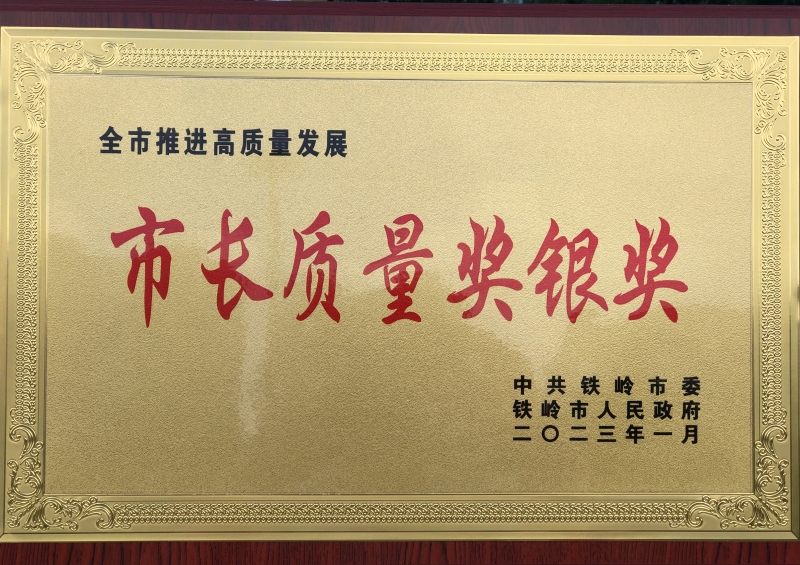 全市推进高质量发展
市长质量奖银奖
中共铁岭市委
铁岭市人民政府
二〇二三年一月